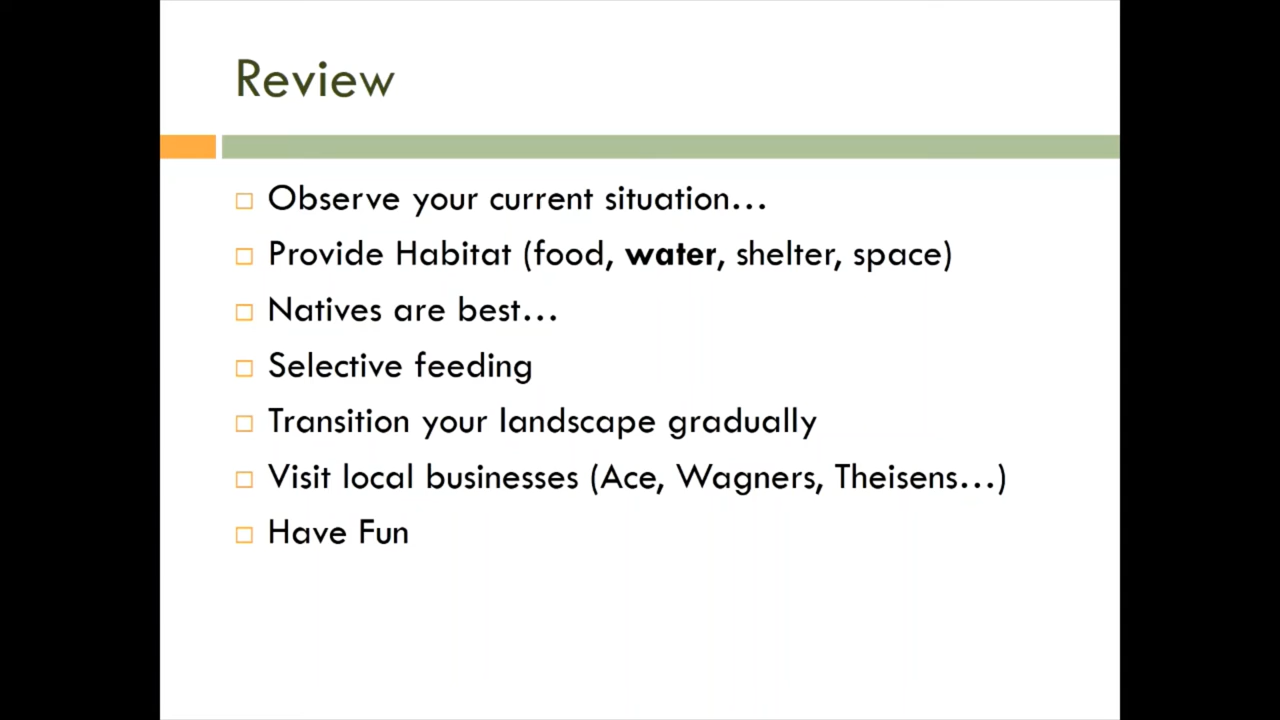 Review
Observe your current situation…
Provide Habitat (food, water, shelter, space)
Natives are best…
Selective feeding
Transition your landscape gradually
Visit local businesses (Ace, Wagners, Theisens…)
Have Fun